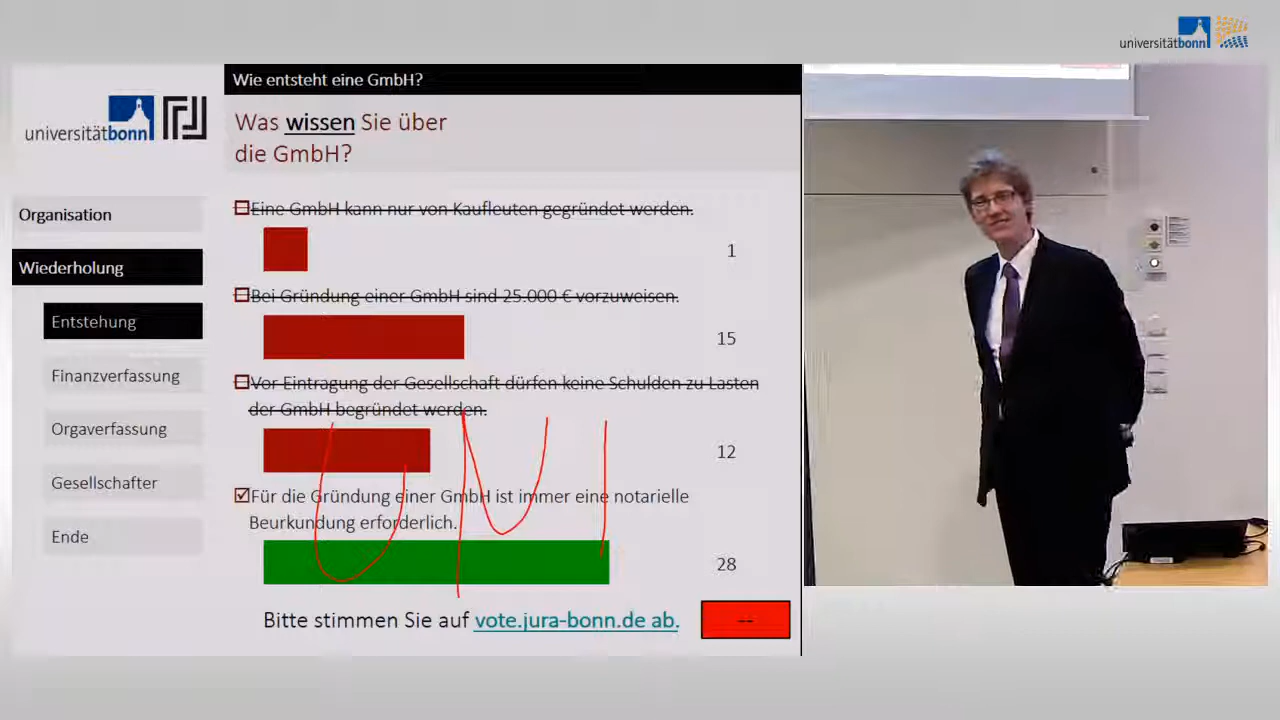 universitätbonn
Wie entsteht eine GmbH?
universitätbonn
Was wissen Sie über
die GmbH?
Organisation
Wiederholung
Entstehung
Finanzverfassung
Orgaverfassung
Gesellschafter
Ende
Eine GmbH kann nur von Kaufleuten gegründet werden.
1
Bei Gründung einer GmbH sind 25.000 € vorzuweisen.
15
Vor Eintragung der Gesellschaft dürfen keine Schulden zu Lasten
der GmbH begründet werden.
12
Für die Gründung einer GmbH ist immer eine notarielle
Beurkundung erforderlich.
28
UNI
Bitte stimmen Sie auf vote.jura-bonn.de ab.
--